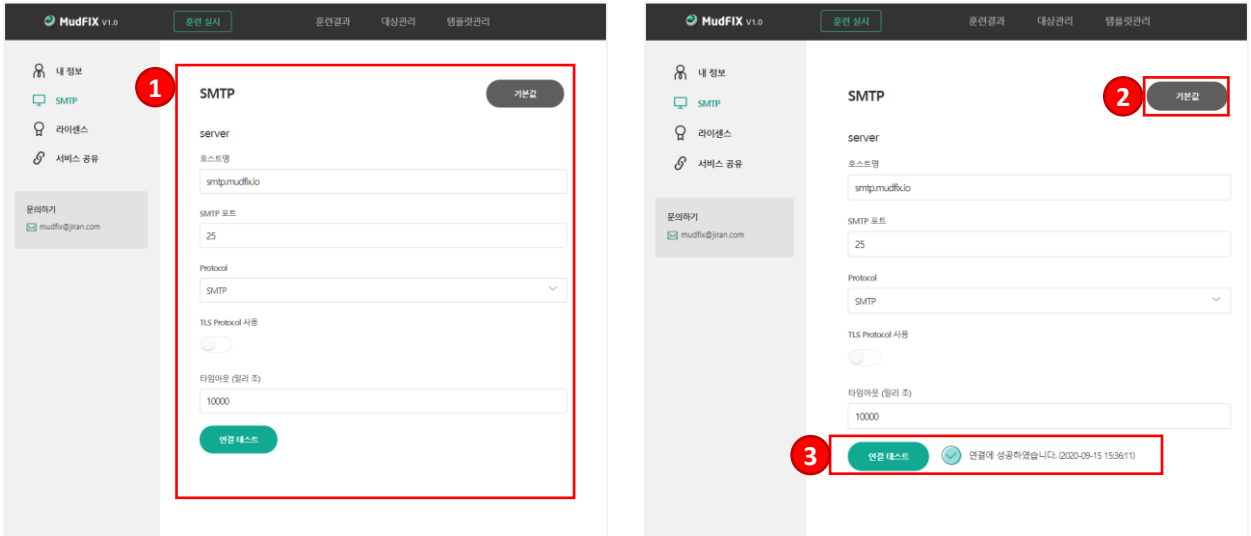 MudFIX V1.0 훈련 실시 훈련결과 대상관리 템플릿관리
내 정보
SMTP
라이센스
서비스 공유
문의하기
mudfix@jiran.com
1
SMTP 기본값
server
호스트명
smtp.mudfix.io
SMTP 포트
25
Protocol
SMTP
TLS Protocol 사용
타임아웃 (밀리 초)
10000
연결 테스트
MudFIX V1.0 훈련 실시 훈련결과 대상관리 템플릿관리
내 정보
SMTP
라이센스
서비스 공유
문의하기
mudfix@jiran.com
SMTP 2 기본값
server
호스트명
smtp.mudfix.io
SMTP 포트
25
Protocol
SMTP
TLS Protocol 사용
타임아웃 (밀리 초)
10000
3 연결 테스트 연결에 성공하였습니다. (2020-09-15 15:36:11)